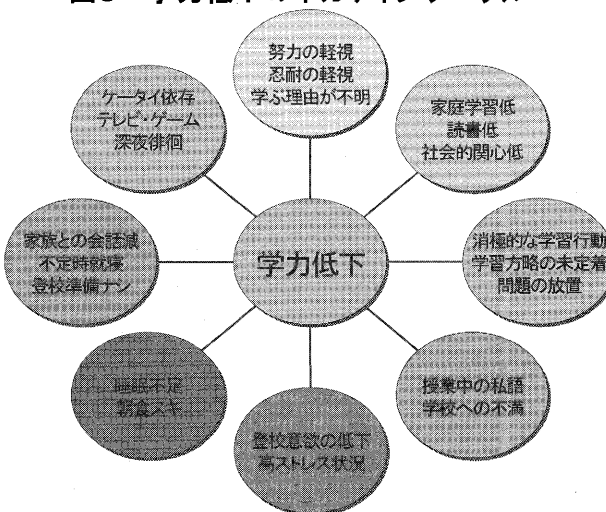 努力の軽視
忍耐の軽視
学ぶ理由が不明
家庭学習低
読書低
社会的関心低
消極的な学習行動
学習方略の未定着
問題の放置
授業中の私語
学校への不満
登校意欲の低下
高ストレス状況
睡眠不足
朝食ヌキ
家族との会話減
不定時就寝
登校準備ナシ
ケータイ依存
テレビ・ゲーム
深夜徘徊
学力低下